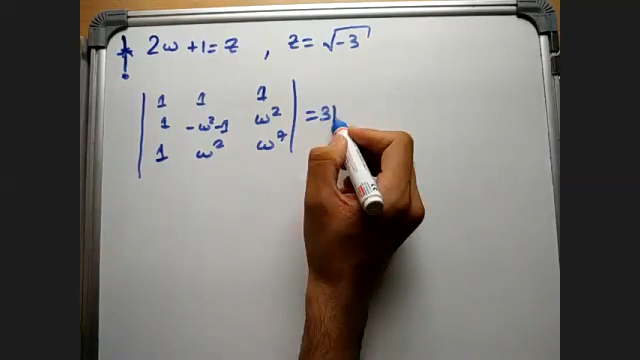 * 2ω + 1 = z , z = √-3
| 1 1 1 |
| 1 -ω²-1 ω² | = 3
| 1 ω² ω⁷ |